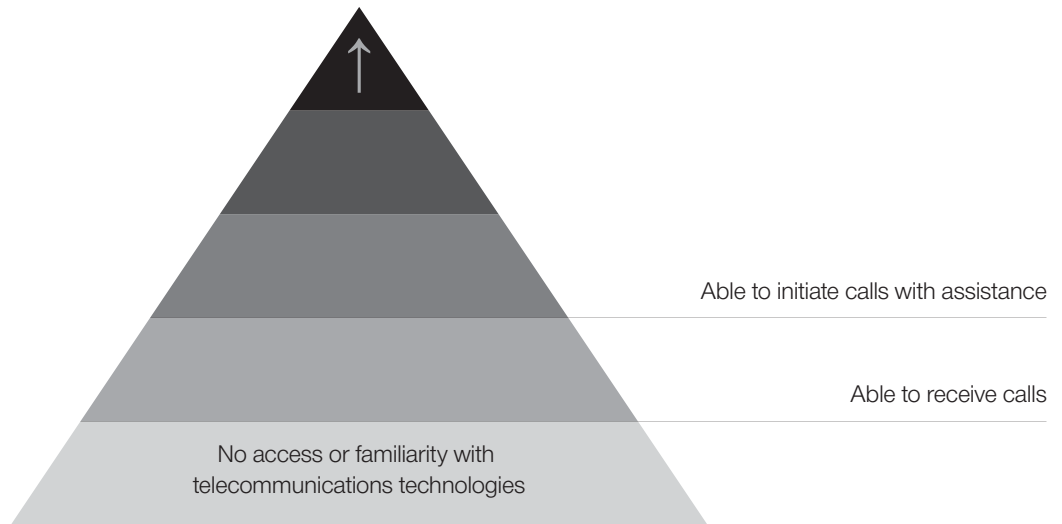 Able to initiate calls with assistance
Able to receive calls
No access or familiarity with
telecommunications technologies